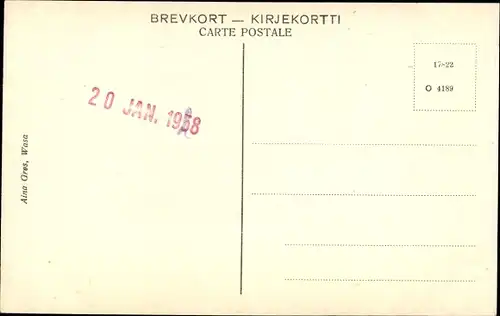 BREVKORT — KIRJEKORTTI
CARTE POSTALE
17-22
O 4189
20 JAN. 1958
Aina Gros, Wasa